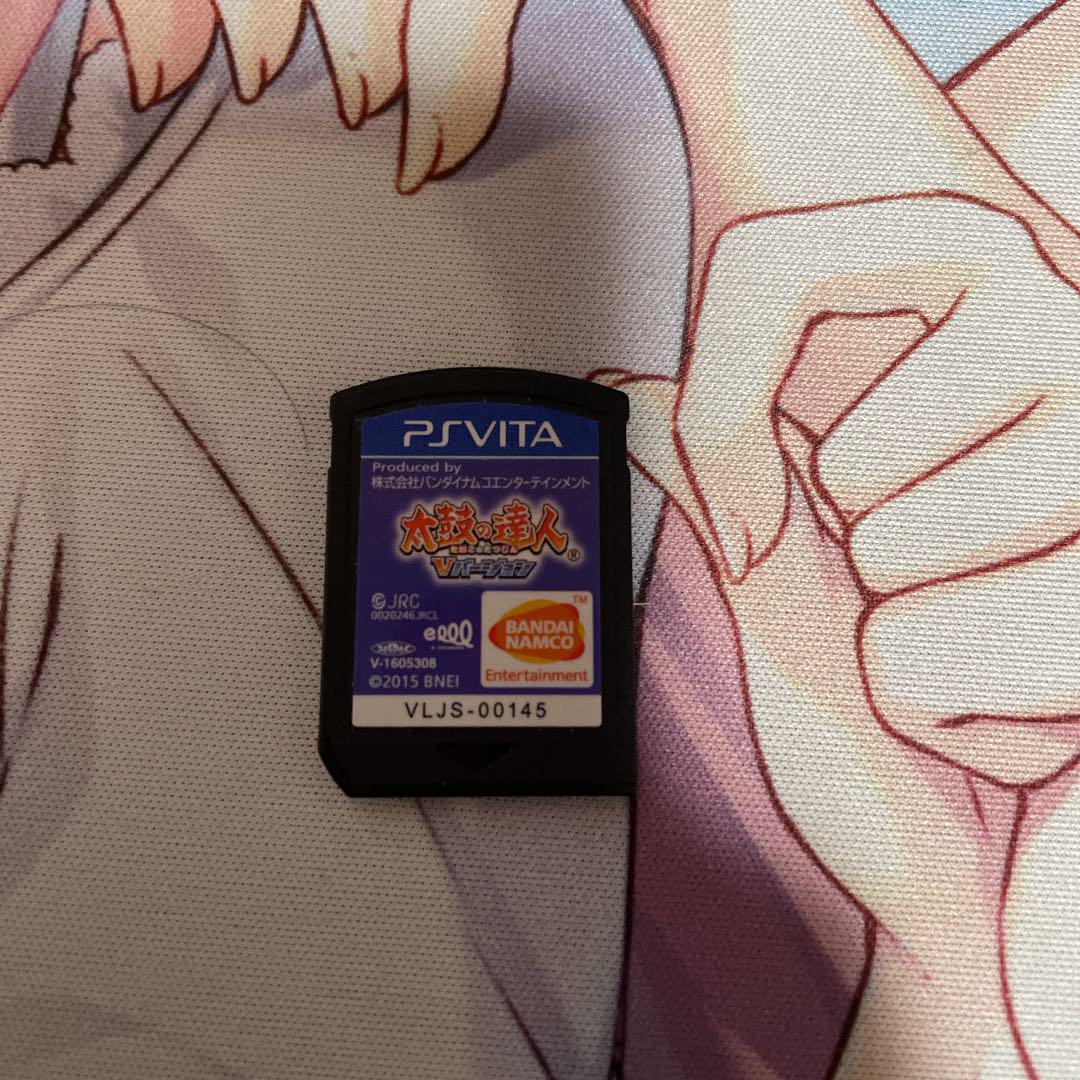 PSVITA
Produced by
株式会社バンダイナムコエンターテインメント
太鼓の達人®
Vバージョン
©JRC
0020246JRCL
V-1605308
©2015 BNEI
TM
BANDAI
NAMCO
Entertainment
VLJS-00145